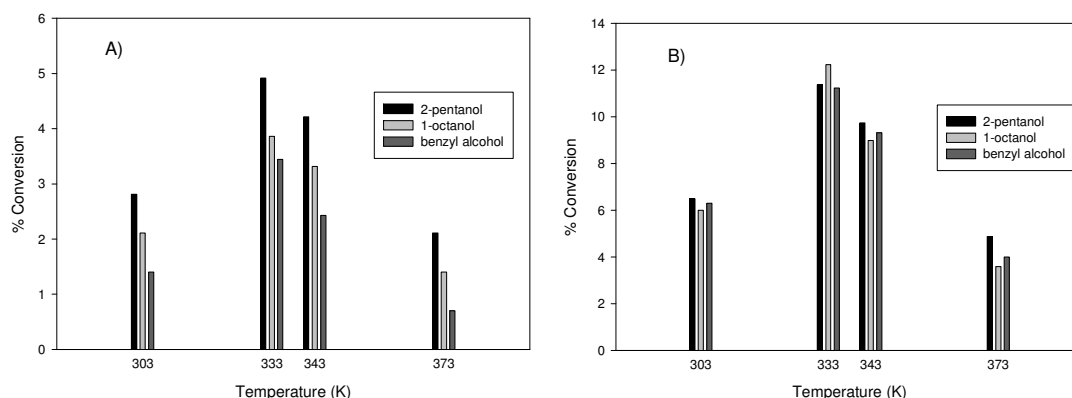 A)
% Conversion
6
5
4
3
2
1
0
2-pentanol
1-octanol
benzyl alcohol
303
333
343
373
Temperature (K)
B)
% Conversion
14
12
10
8
6
4
2
0
2-pentanol
1-octanol
benzyl alcohol
303
333
343
373
Temperature (K)